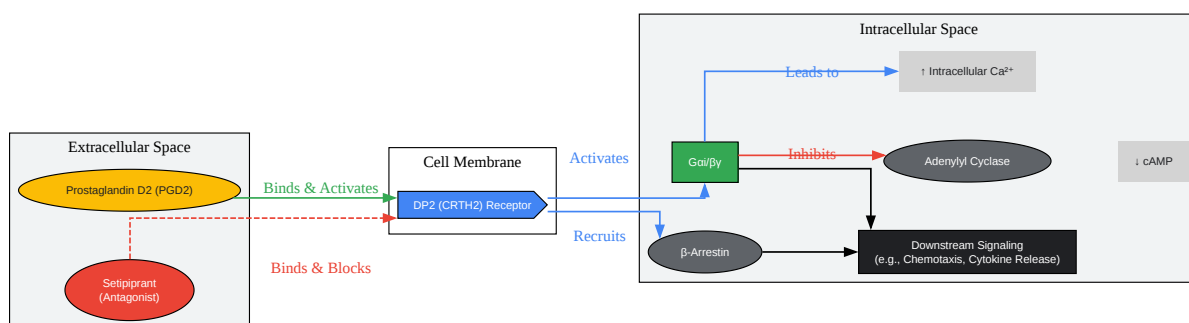 Extracellular Space
Prostaglandin D2 (PGD2)
Setipiprant
(Antagonist)
Binds & Activates
Binds & Blocks
Cell Membrane
DP2 (CRTH2) Receptor
Activates
Recruits
Intracellular Space
Leads to
↑ Intracellular Ca²⁺
Gαi/βγ
Inhibits
Adenylyl Cyclase
↓ cAMP
β-Arrestin
Downstream Signaling
(e.g., Chemotaxis, Cytokine Release)